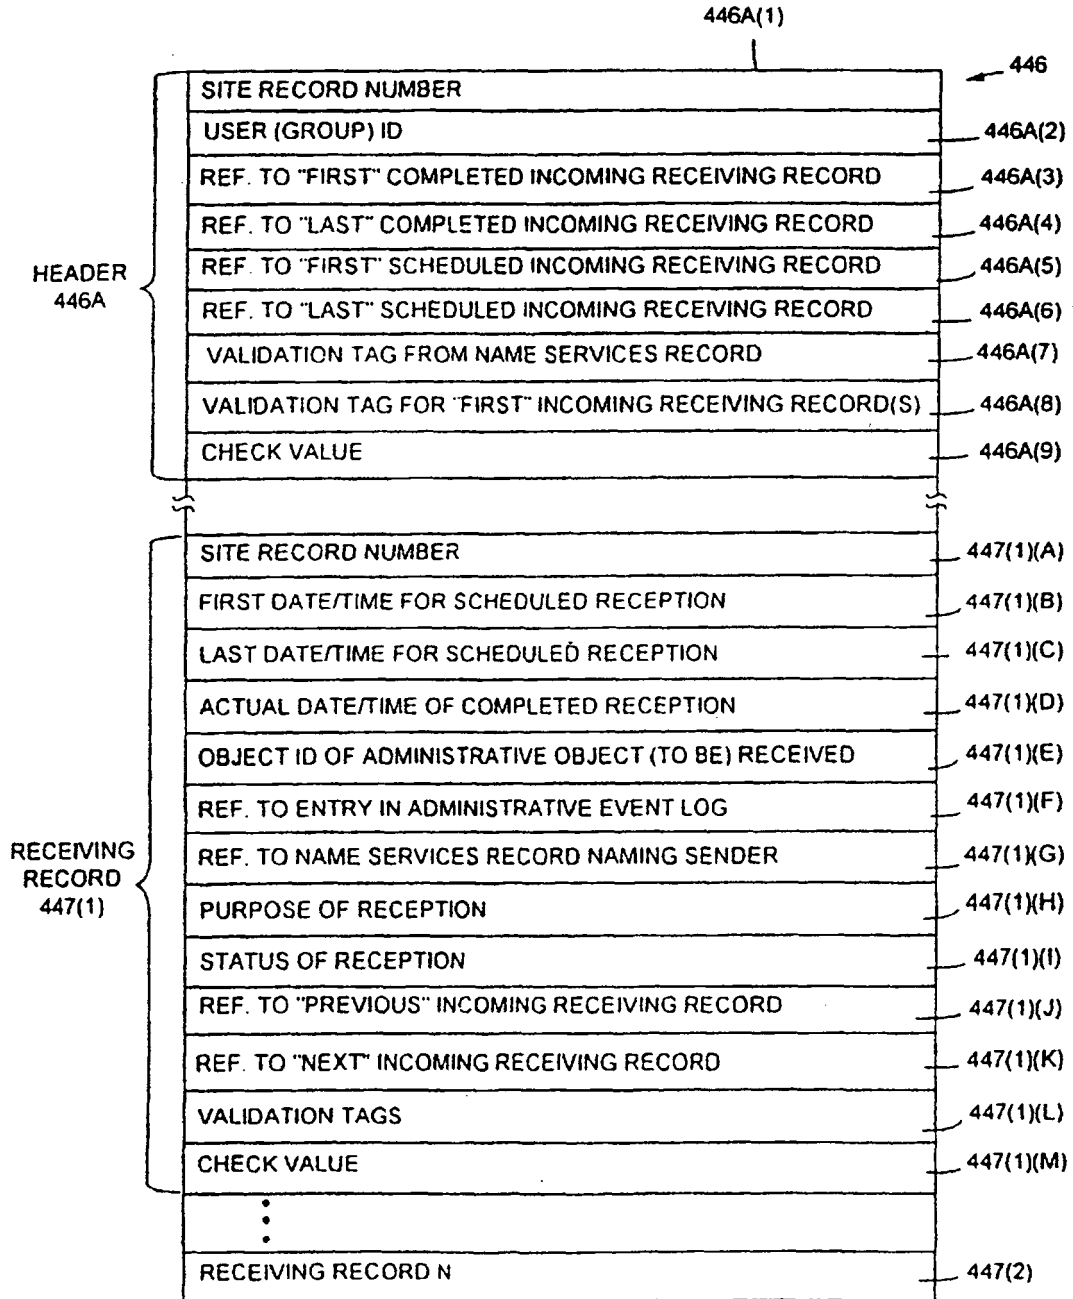 446A(1)
446
SITE RECORD NUMBER
USER (GROUP) ID 446A(2)
REF. TO "FIRST" COMPLETED INCOMING RECEIVING RECORD 446A(3)
REF. TO "LAST" COMPLETED INCOMING RECEIVING RECORD 446A(4)
REF. TO "FIRST" SCHEDULED INCOMING RECEIVING RECORD 446A(5)
HEADER
446A
REF. TO "LAST" SCHEDULED INCOMING RECEIVING RECORD 446A(6)
VALIDATION TAG FROM NAME SERVICES RECORD 446A(7)
VALIDATION TAG FOR "FIRST" INCOMING RECEIVING RECORD(S) 446A(8)
CHECK VALUE 446A(9)
SITE RECORD NUMBER 447(1)(A)
FIRST DATE/TIME FOR SCHEDULED RECEPTION 447(1)(B)
LAST DATE/TIME FOR SCHEDULED RECEPTION 447(1)(C)
ACTUAL DATE/TIME OF COMPLETED RECEPTION 447(1)(D)
OBJECT ID OF ADMINISTRATIVE OBJECT (TO BE) RECEIVED 447(1)(E)
REF. TO ENTRY IN ADMINISTRATIVE EVENT LOG 447(1)(F)
REF. TO NAME SERVICES RECORD NAMING SENDER 447(1)(G)
RECEIVING
RECORD
447(1)
PURPOSE OF RECEPTION 447(1)(H)
STATUS OF RECEPTION 447(1)(I)
REF. TO "PREVIOUS" INCOMING RECEIVING RECORD 447(1)(J)
REF. TO "NEXT" INCOMING RECEIVING RECORD 447(1)(K)
VALIDATION TAGS 447(1)(L)
CHECK VALUE 447(1)(M)
RECEIVING RECORD N 447(2)